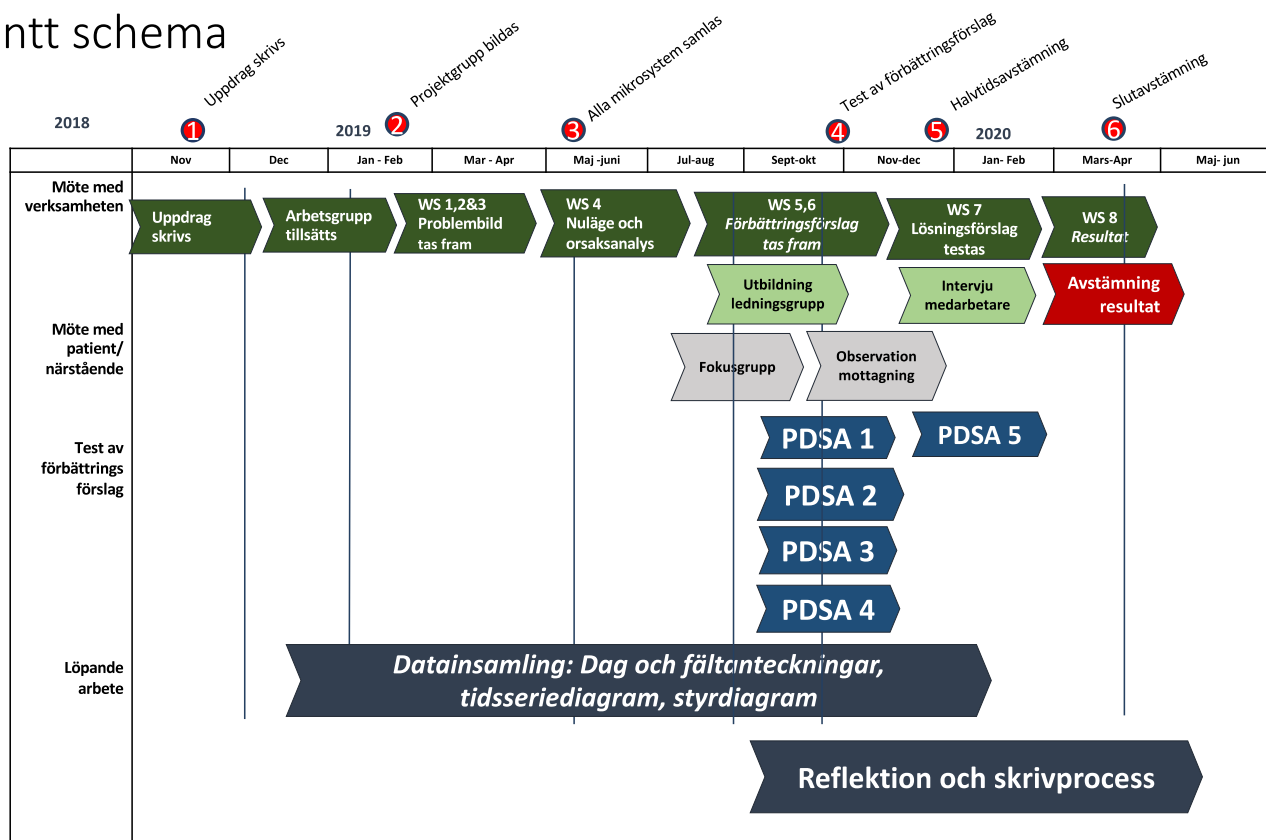 ntt schema
Uppdrag skrivs
Projektgrupp bildas
Alla mikrosystem samlas
Test av förbättringsförslag
Halvtidsavstämning
Slutavstämning
2018
1
2019
2
3
4
5
2020
6
Nov
Dec
Jan - Feb
Mar - Apr
Maj -juni
Jul-aug
Sept-okt
Nov-dec
Jan- Feb
Mars-Apr
Maj- jun
Möte med
verksamheten
Uppdrag
skrivs
Arbetsgrupp
tillsätts
WS 1,2&3
Problembild
tas fram
WS 4
Nuläge och
orsaksanalys
WS 5,6
Förbättringsförslag
tas fram
WS 7
Lösningsförslag
testas
WS 8
Resultat
Utbildning
ledningsgrupp
Intervju
medarbetare
Avstämning
resultat
Möte med
patient/
närstående
Fokusgrupp
Observation
mottagning
Test av
förbättrings
förslag
PDSA 1
PDSA 5
PDSA 2
PDSA 3
PDSA 4
Löpande
arbete
Datainsamling: Dag och fältanteckningar,
tidsseriediagram, styrdiagram
Reflektion och skrivprocess